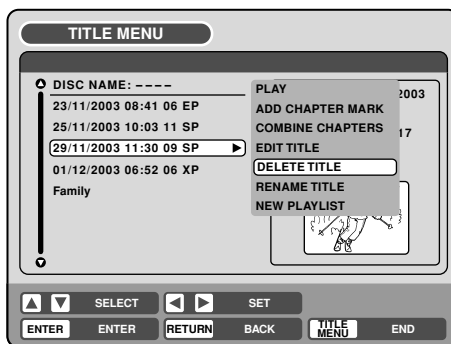 TITLE MENU
DISC NAME: – – – –
23/11/2003 08:41 06 EP
25/11/2003 10:03 11 SP
29/11/2003 11:30 09 SP
01/12/2003 06:52 06 XP
Family
PLAY
ADD CHAPTER MARK
COMBINE CHAPTERS
EDIT TITLE
DELETE TITLE
RENAME TITLE
NEW PLAYLIST
2003
17
SELECT SET
ENTER ENTER RETURN BACK TITLE MENU END